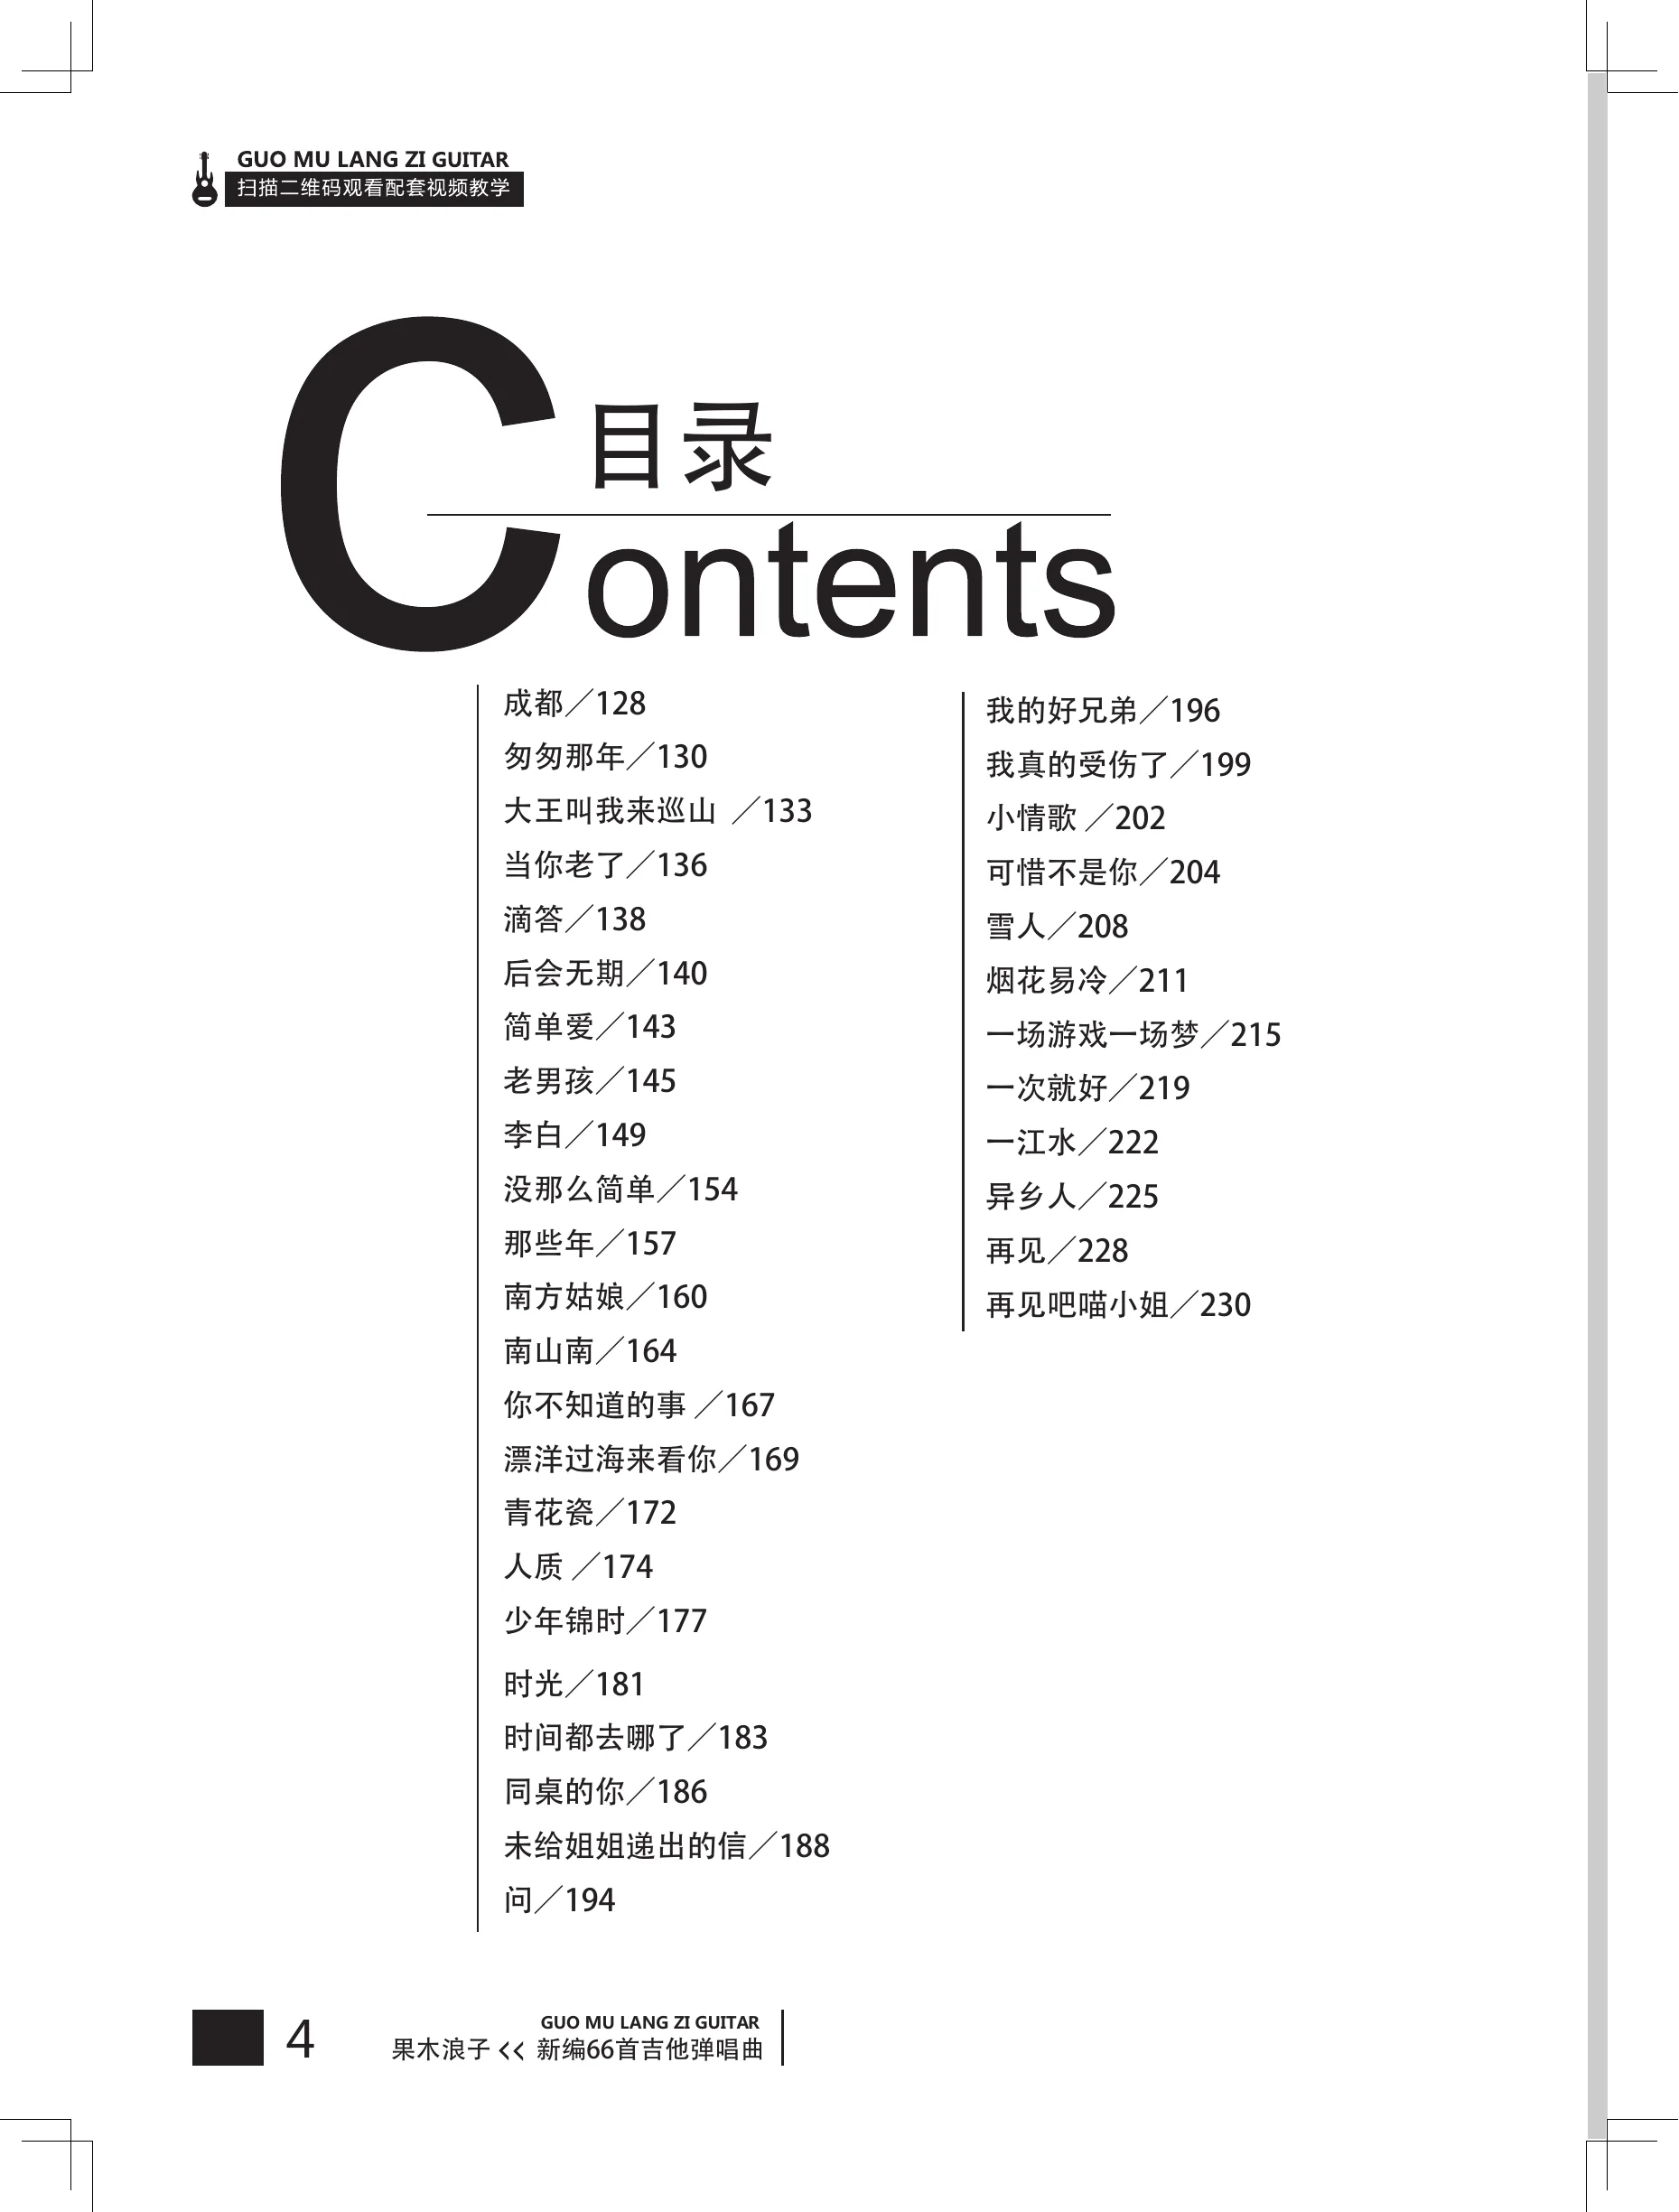 GUO MU LANG ZI GUITAR
扫描二维码观看配套视频教学
目录
Contents
成都／128
匆匆那年／130
大王叫我来巡山 ／133
当你老了／136
滴答／138
后会无期／140
简单爱／143
老男孩／145
李白／149
没那么简单／154
那些年／157
南方姑娘／160
南山南／164
你不知道的事 ／167
漂洋过海来看你／169
青花瓷／172
人质 ／174
少年锦时／177
时光／181
时间都去哪了／183
同桌的你／186
未给姐姐递出的信／188
问／194
我的好兄弟／196
我真的受伤了／199
小情歌 ／202
可惜不是你／204
雪人／208
烟花易冷／211
一场游戏一场梦／215
一次就好／219
一江水／222
异乡人／225
再见／228
再见吧喵小姐／230
4
GUO MU LANG ZI GUITAR
果木浪子 << 新编66首吉他弹唱曲